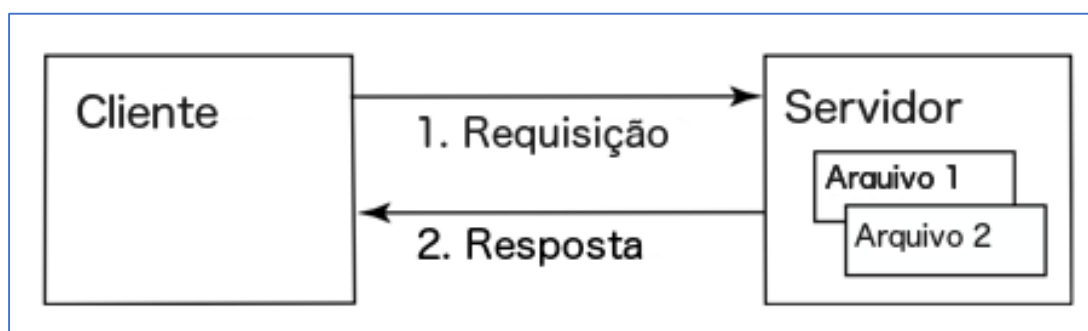 Cliente
1. Requisição
2. Resposta
Servidor
Arquivo 1
Arquivo 2